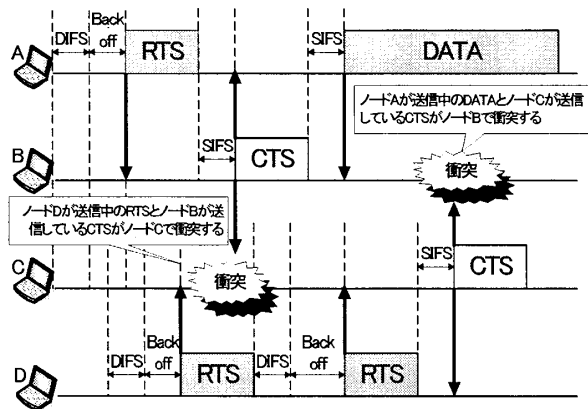 A
DIFS
Back
off
RTS
SIFS
DATA
ノードAが送信中のDATAとノードCが送信
しているCTSがノードBで衝突する
B
SIFS
CTS
衝突
ノードDが送信中のRTSとノードBが送
信しているCTSがノードCで衝突する
C
衝突
SIFS
CTS
D
DIFS
Back
off
RTS
DIFS
Back
off
RTS